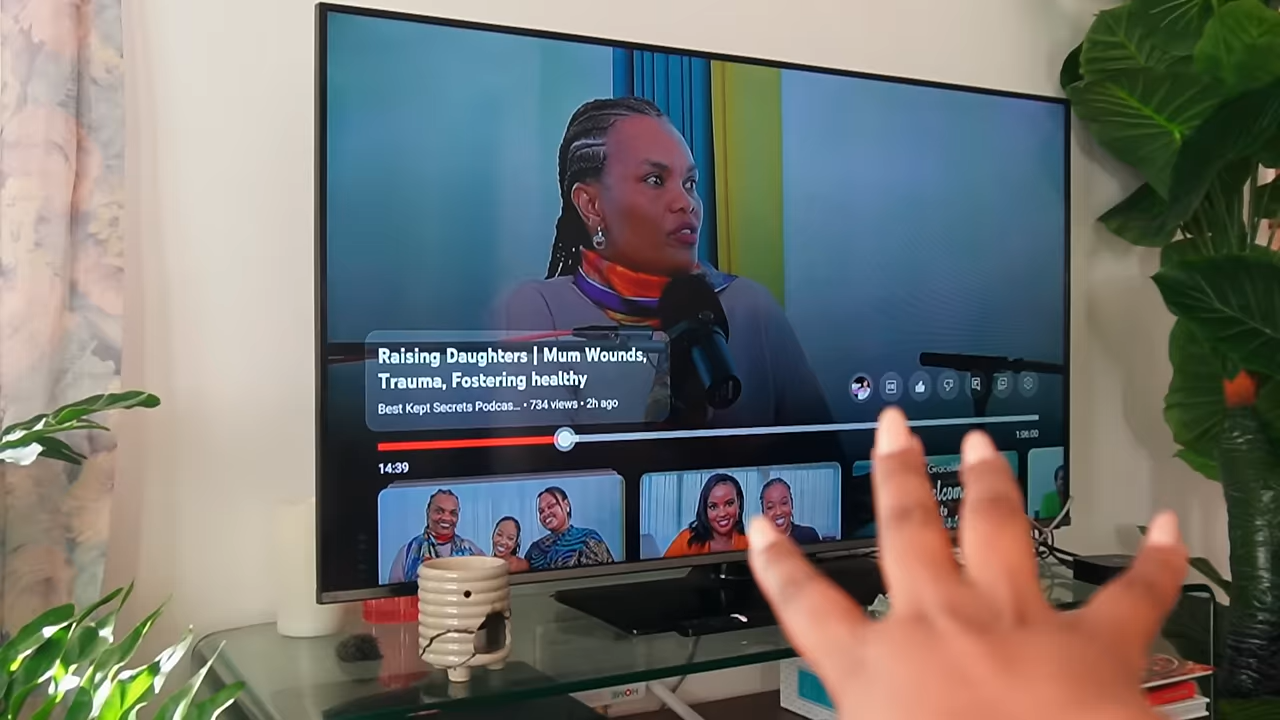 Raising Daughters | Mum Wounds,
Trauma, Fostering healthy
Best Kept Secrets Podcas... • 734 views • 2h ago
14:39
1:06:00
HOME